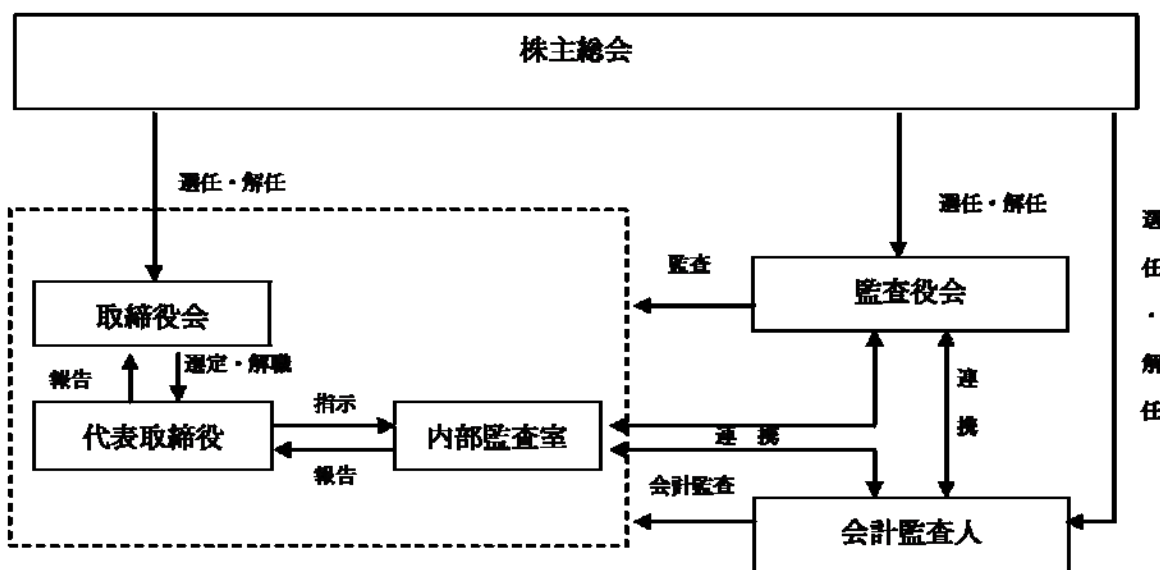 株主総会
選任・解任
選任・解任
選任・解任
監査
監査役会
取締役会
報告
選定・解職
連携
代表取締役
指示
内部監査室
連　携
報告
会計監査
会計監査人